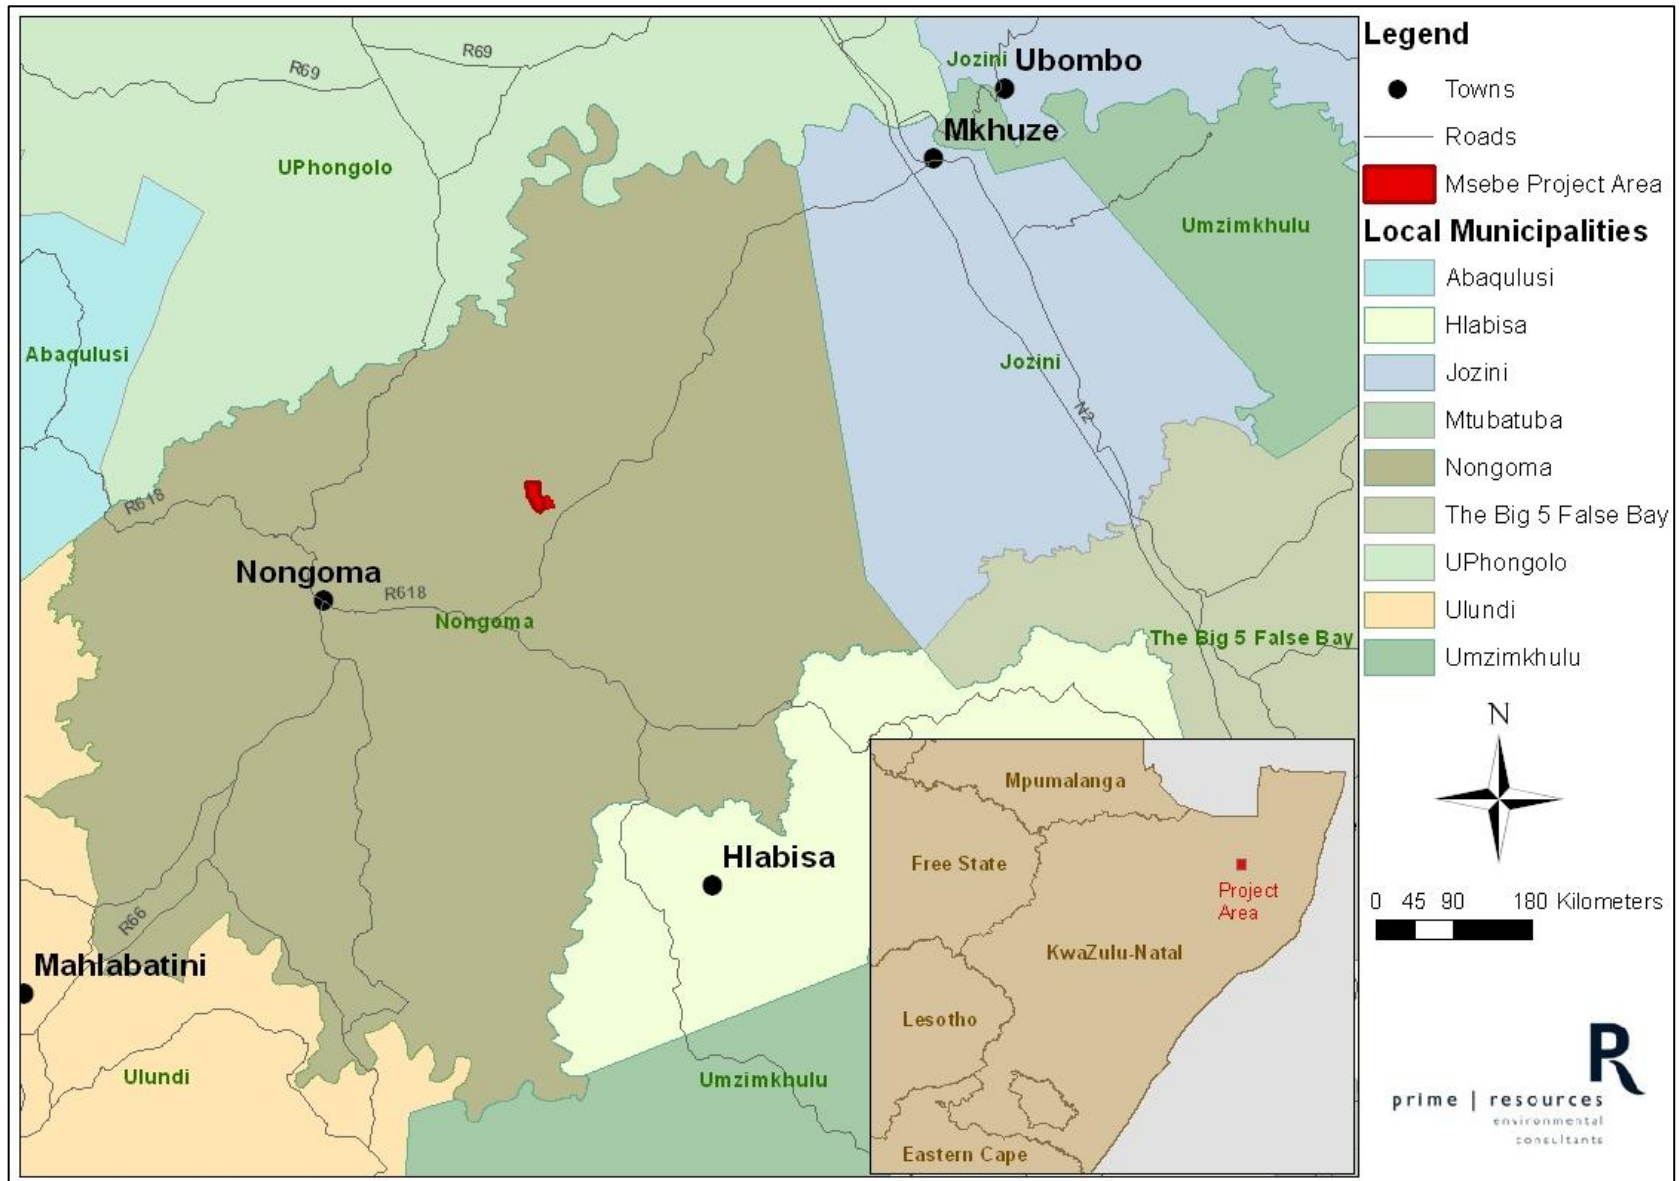 R69
R69
Jozini
Ubombo
Mkhuze
UPhongolo
Umzimkhulu
Abaqulusi
Jozini
N2
R618
Nongoma
R618
Nongoma
The Big 5 False Bay
Hlabisa
R66
Mahlabatini
Ulundi
Umzimkhulu
Mpumalanga
Free State
Project
Area
KwaZulu-Natal
Lesotho
Eastern Cape
Legend
Towns
Roads
Msebe Project Area
Local Municipalities
Abaqulusi
Hlabisa
Jozini
Mtubatuba
Nongoma
The Big 5 False Bay
UPhongolo
Ulundi
Umzimkhulu
N
0 45 90 180 Kilometers
R
prime | resources
environmental
consultants